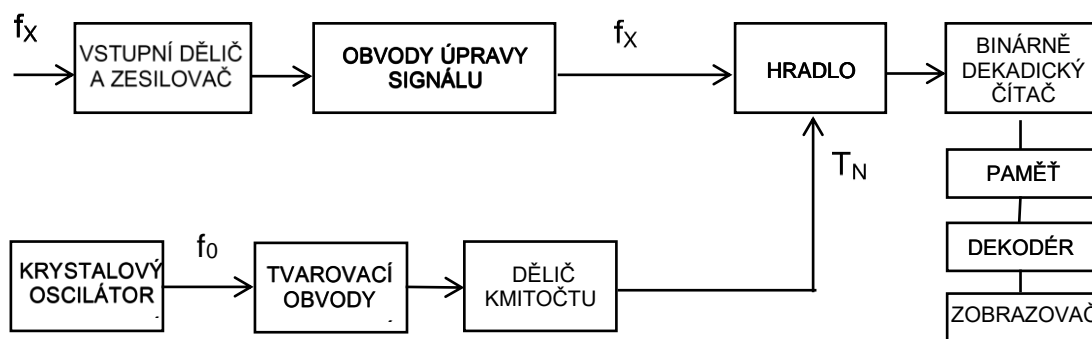 fX
VSTUPNÍ DĚLIČ
A ZESILOVAČ
OBVODY ÚPRAVY
SIGNÁLU
fX
HRADLO
BINÁRNĚ
DEKADICKÝ
ČÍTAČ
TN
PAMĚŤ
DEKODÉR
ZOBRAZOVAČ
KRYSTALOVÝ
OSCILÁTOR
f0
TVAROVACÍ
OBVODY
DĚLIČ
KMITOČTU